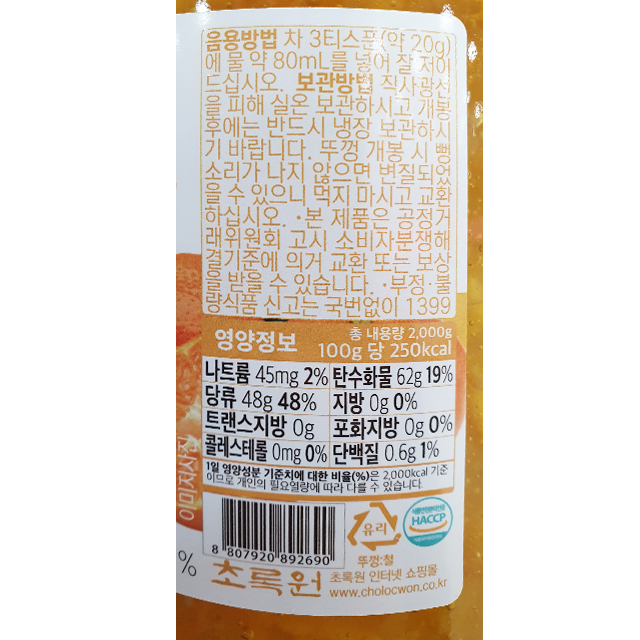 음용방법 차 3티스푼(약 20g)
에 물 약 80mL를 넣어 잘 저어
드십시오. 보관방법 직사광선
을 피해 실온 보관하시고 개봉
후에는 반드시 냉장 보관하시
기 바랍니다. 뚜껑 개봉 시 뻥
소리가 나지 않으면 변질되었
을 수 있으니 먹지 마시고 교환
하십시오. ·본 제품은 공정거
래위원회 고시 소비자분쟁해
결기준에 의거 교환 또는 보상
을 받을 수 있습니다. ·부정·불
량식품 신고는 국번없이 1399
영양정보
총 내용량 2,000g
100g 당 250kcal
나트륨 45mg 2% 탄수화물 62g 19%
당류 48g 48% 지방 0g 0%
트랜스지방 0g 포화지방 0g 0%
콜레스테롤 0mg 0% 단백질 0.6g 1%
1일 영양성분 기준치에 대한 비율(%)은 2,000kcal 기준
이므로 개인의 필요열량에 따라 다를 수 있습니다.
8 807920 892690
유리
뚜껑:철
HACCP
초록원
초록원 인터넷 쇼핑몰
www.cholocwon.co.kr
%